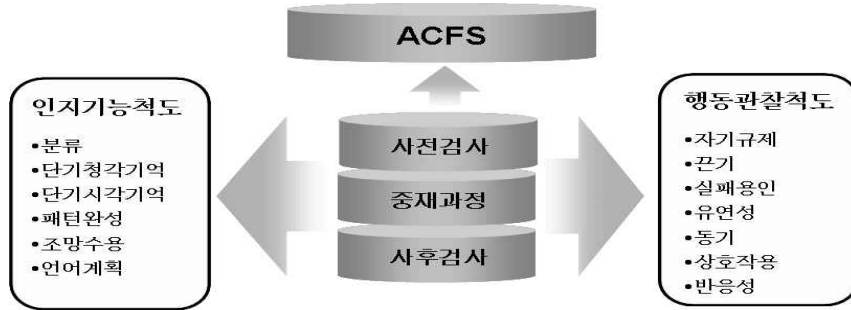 ACFS
인지기능척도
•분류
•단기청각기억
•단기시각기억
•패턴완성
•조망수용
•언어계획
사전검사
중재과정
사후검사
행동관찰척도
•자기규제
•끈기
•실패용인
•유연성
•동기
•상호작용
•반응성